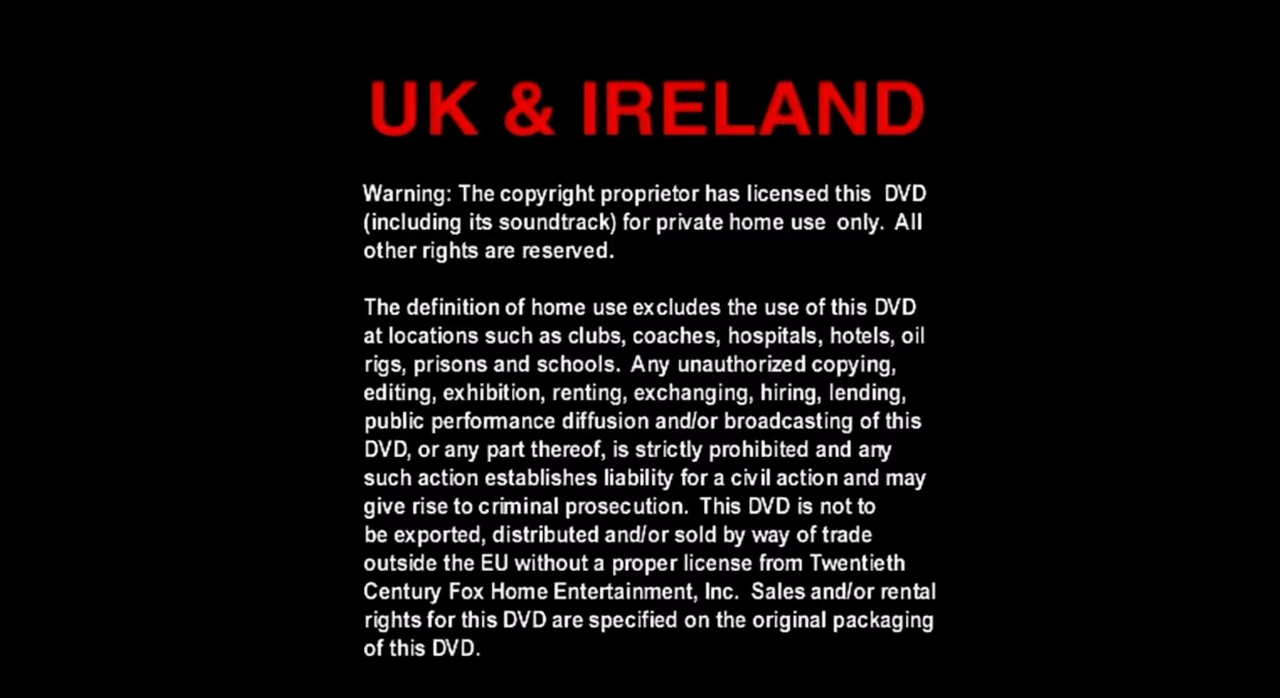 UK & IRELAND
Warning: The copyright proprietor has licensed this DVD
(including its soundtrack) for private home use only. All
other rights are reserved.
The definition of home use excludes the use of this DVD
at locations such as clubs, coaches, hospitals, hotels, oil
rigs, prisons and schools. Any unauthorized copying,
editing, exhibition, renting, exchanging, hiring, lending,
public performance diffusion and/or broadcasting of this
DVD, or any part thereof, is strictly prohibited and any
such action establishes liability for a civil action and may
give rise to criminal prosecution. This DVD is not to
be exported, distributed and/or sold by way of trade
outside the EU without a proper license from Twentieth
Century Fox Home Entertainment, Inc. Sales and/or rental
rights for this DVD are specified on the original packaging
of this DVD.